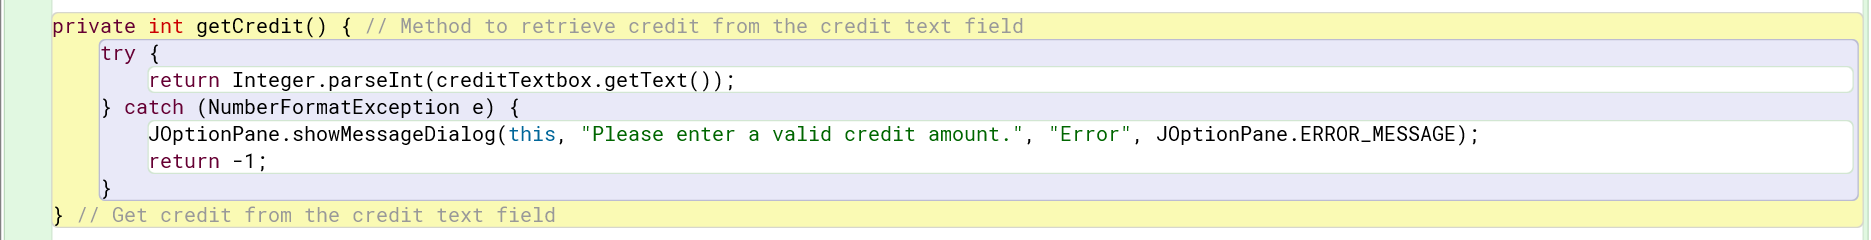 private int getCredit() { // Method to retrieve credit from the credit text field
try {
return Integer.parseInt(creditTextbox.getText());
} catch (NumberFormatException e) {
JOptionPane.showMessageDialog(this, "Please enter a valid credit amount.", "Error", JOptionPane.ERROR_MESSAGE);
return -1;
}
} // Get credit from the credit text field